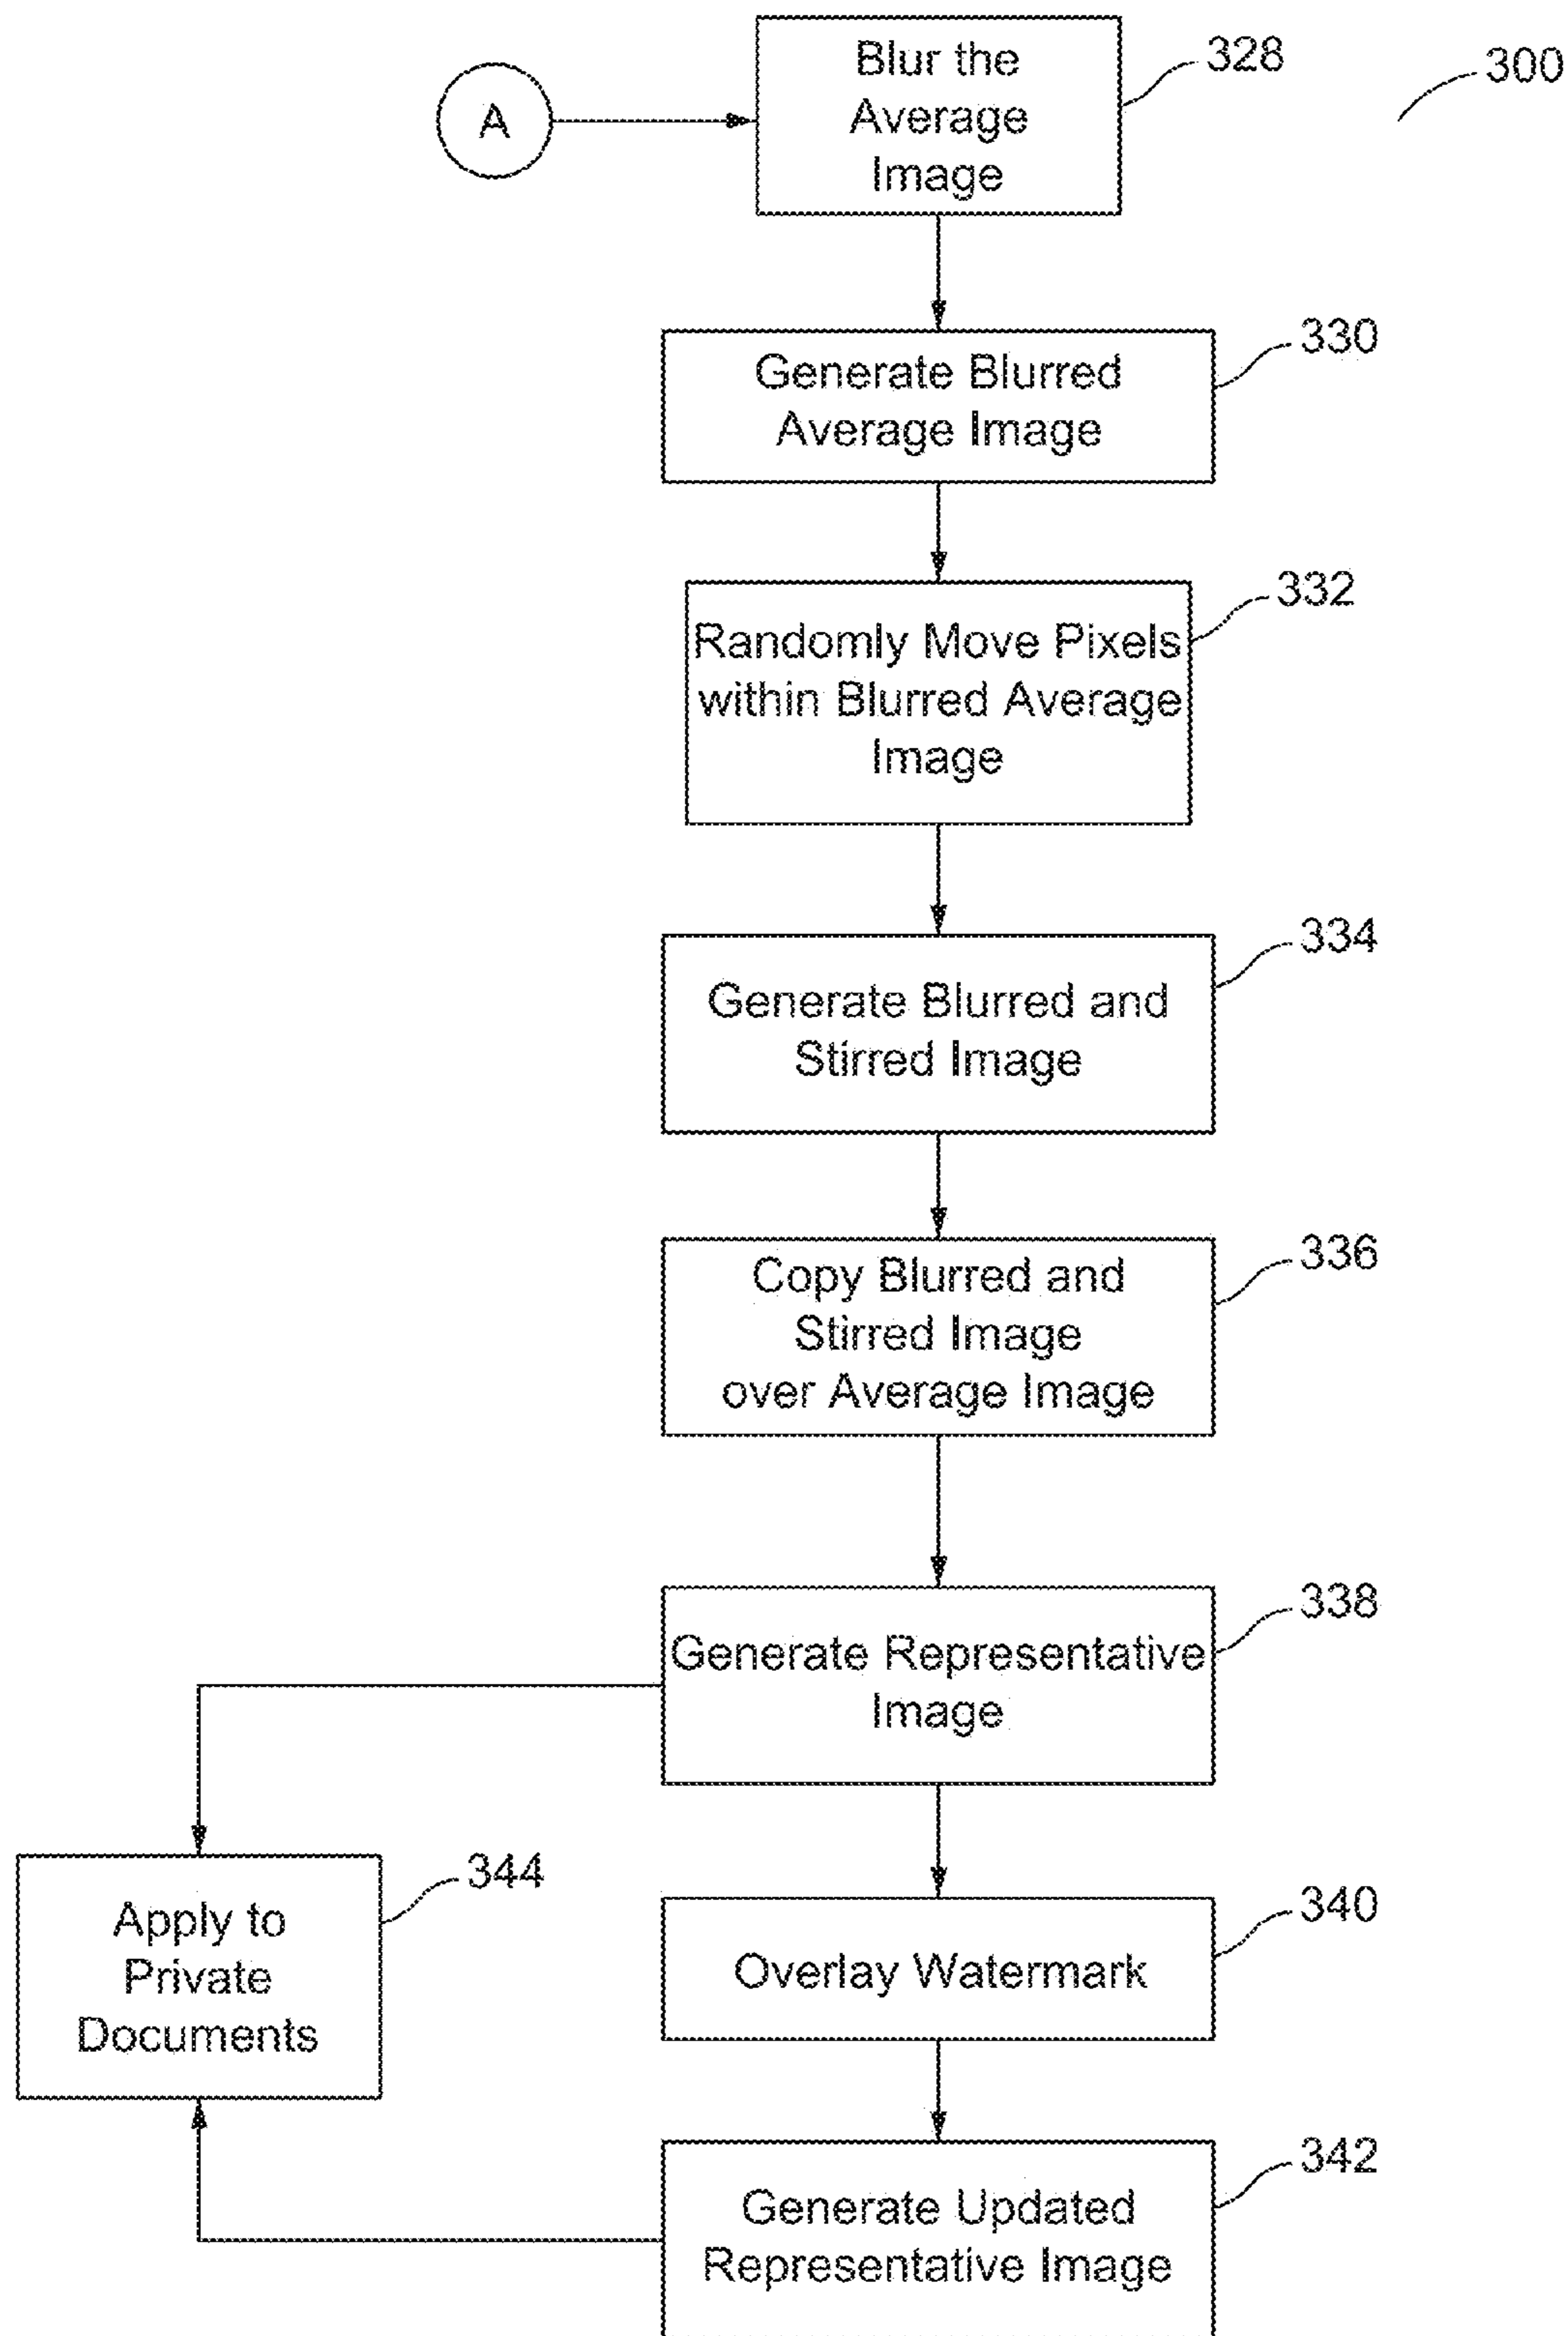 A
Blur the
Average
Image
328
300
Generate Blurred
Average Image
330
Randomly Move Pixels
within Blurred Average
Image
332
Generate Blurred and
Stirred Image
334
Copy Blurred and
Stirred Image
over Average Image
336
Generate Representative
Image
338
Apply to
Private
Documents
344
Overlay Watermark
340
Generate Updated
Representative Image
342